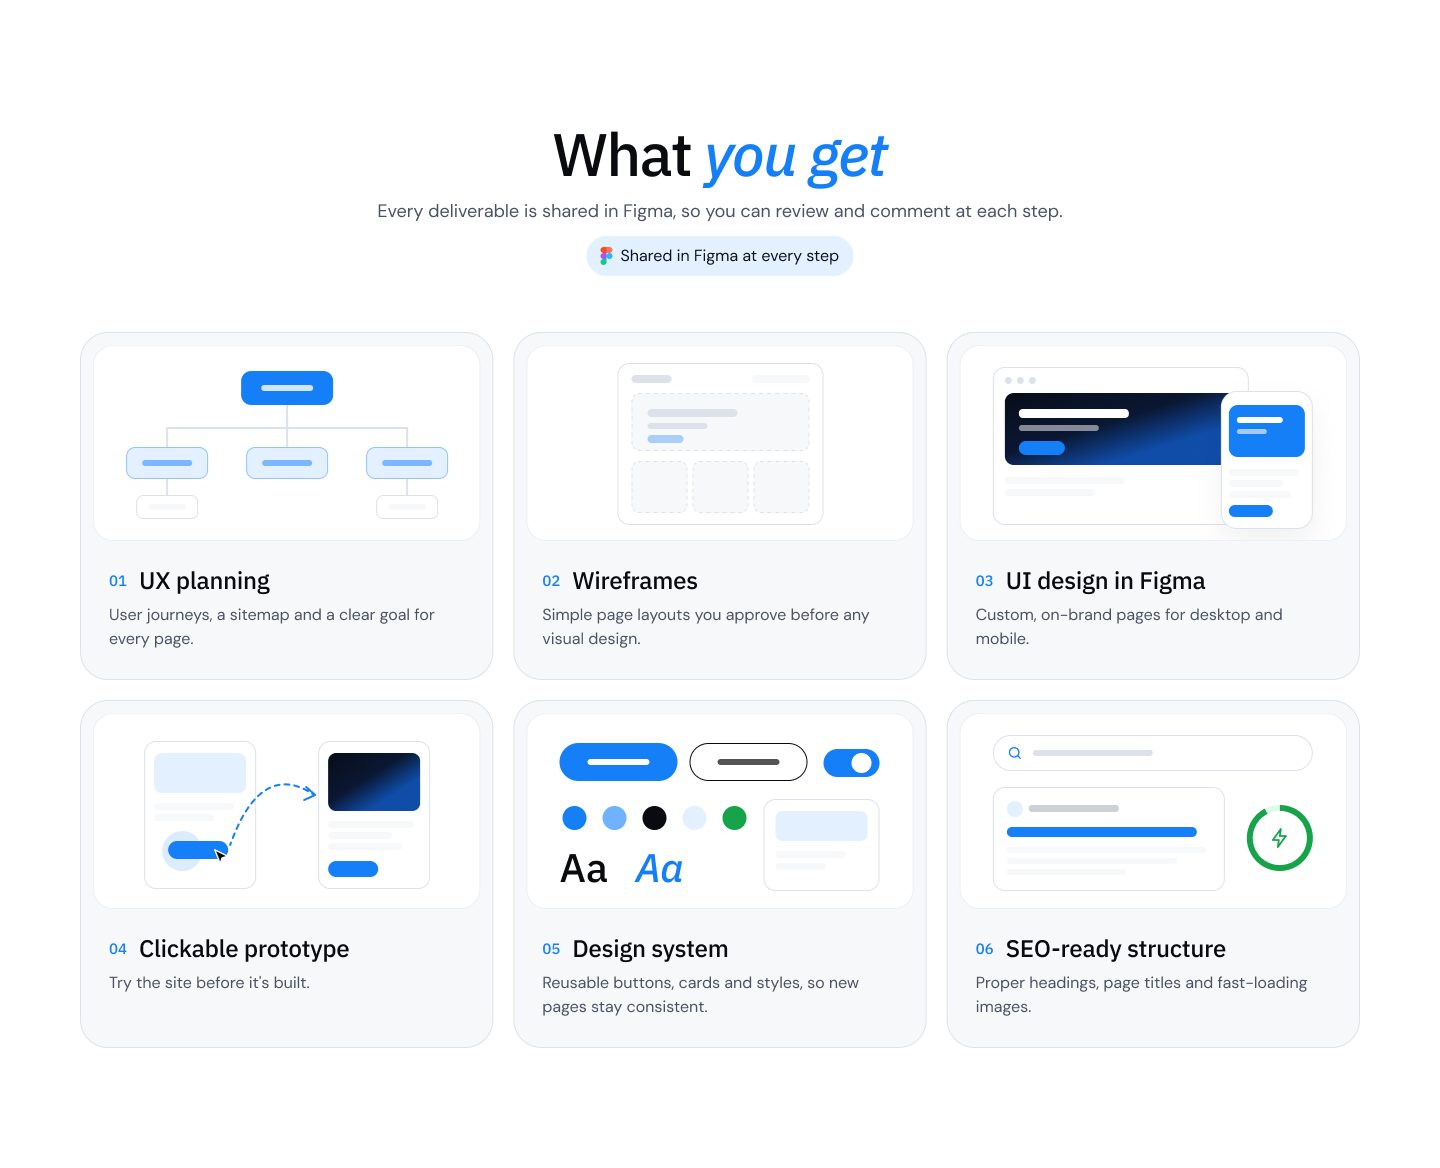 What you get
Every deliverable is shared in Figma, so you can review and comment at each step.
Shared in Figma at every step
01 UX planning
User journeys, a sitemap and a clear goal for
every page.
02 Wireframes
Simple page layouts you approve before any
visual design.
03 UI design in Figma
Custom, on-brand pages for desktop and
mobile.
Aa Aa
04 Clickable prototype
Try the site before it's built.
05 Design system
Reusable buttons, cards and styles, so new
pages stay consistent.
06 SEO-ready structure
Proper headings, page titles and fast-loading
images.